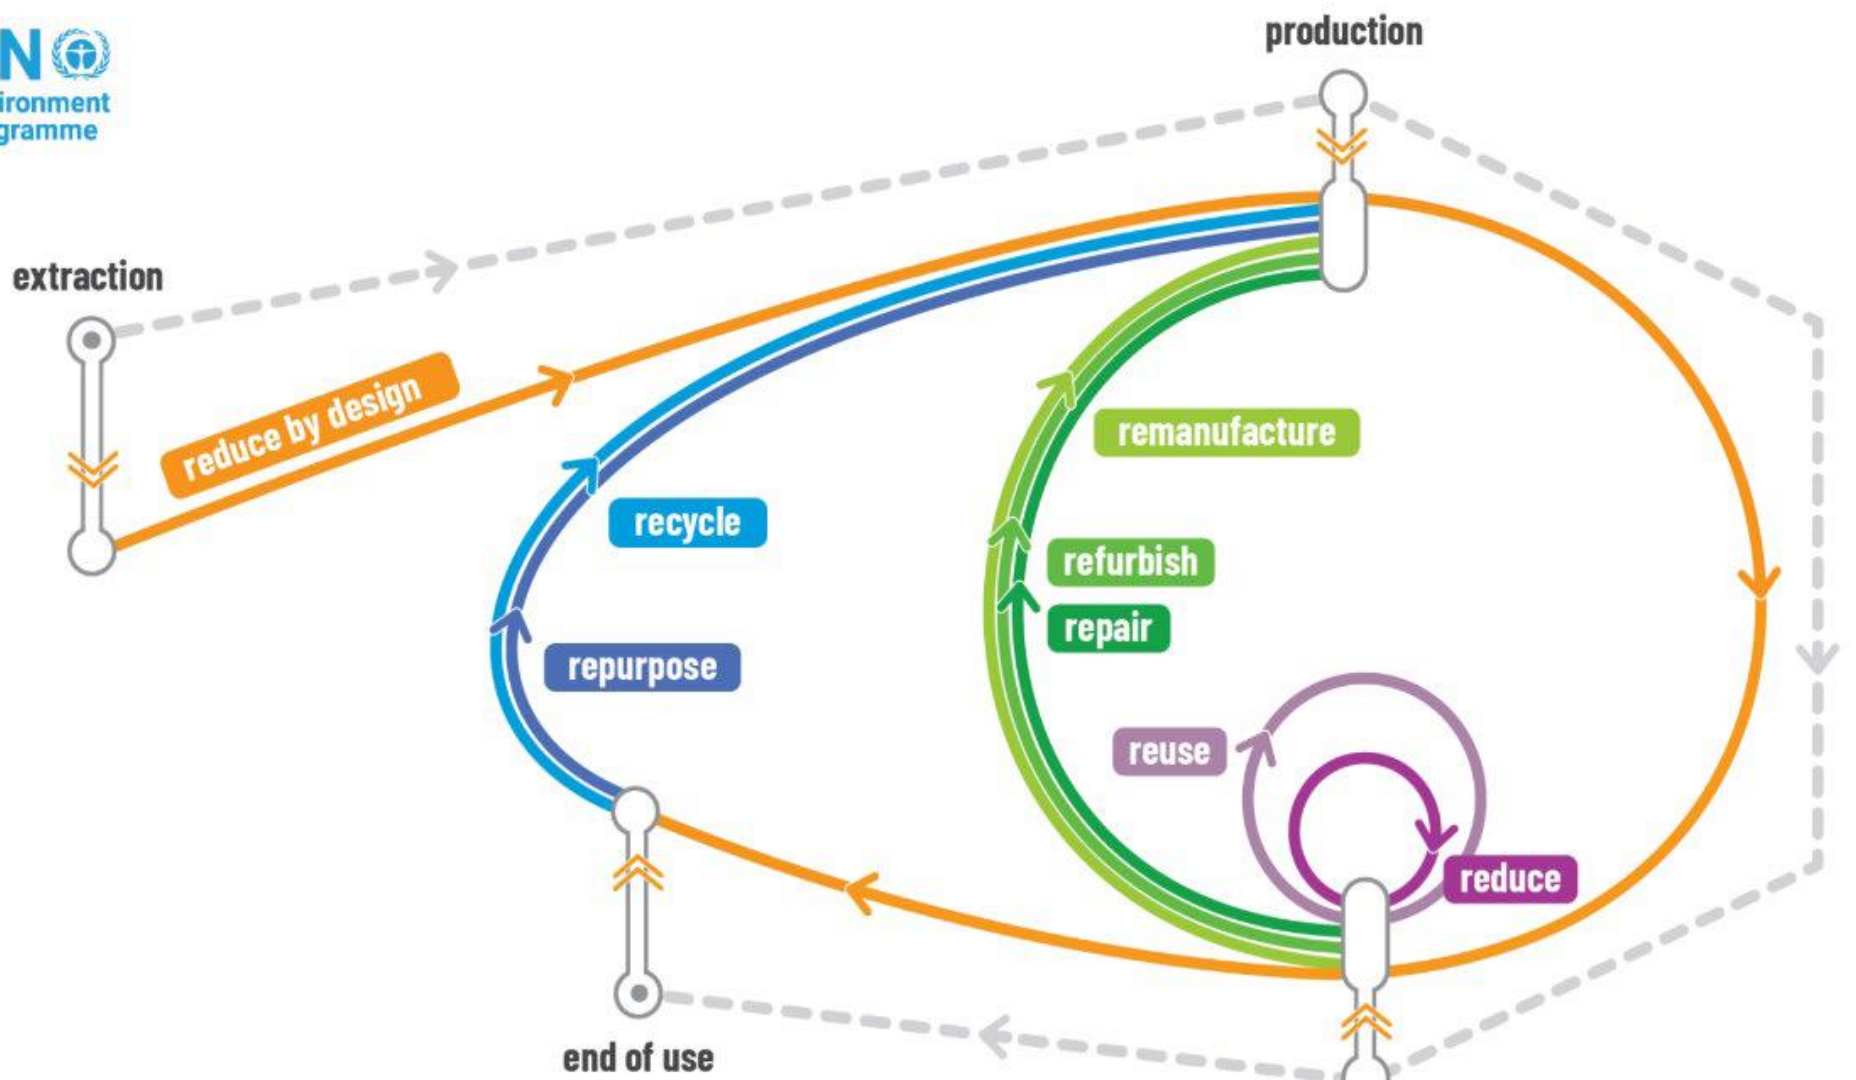 production
N
ironment
gramme
extraction
reduce by design
remanufacture
recycle
refurbish
repair
repurpose
reuse
reduce
end of use